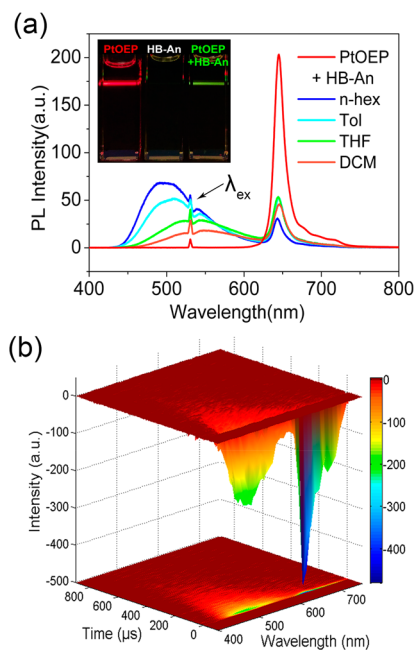 (a)
PtOEP
HB-An
PtOEP
+HB-An
PtOEP
+ HB-An
n-hex
Tol
THF
DCM
λex
PL Intensity(a.u.)
200
150
100
50
0
400
500
600
700
800
Wavelength(nm)
(b)
Intensity (a.u.)
0
-100
-200
-300
-400
-500
0
-100
-200
-300
-400
800
600
400
200
0
Time (µs)
400
500
600
700
Wavelength (nm)